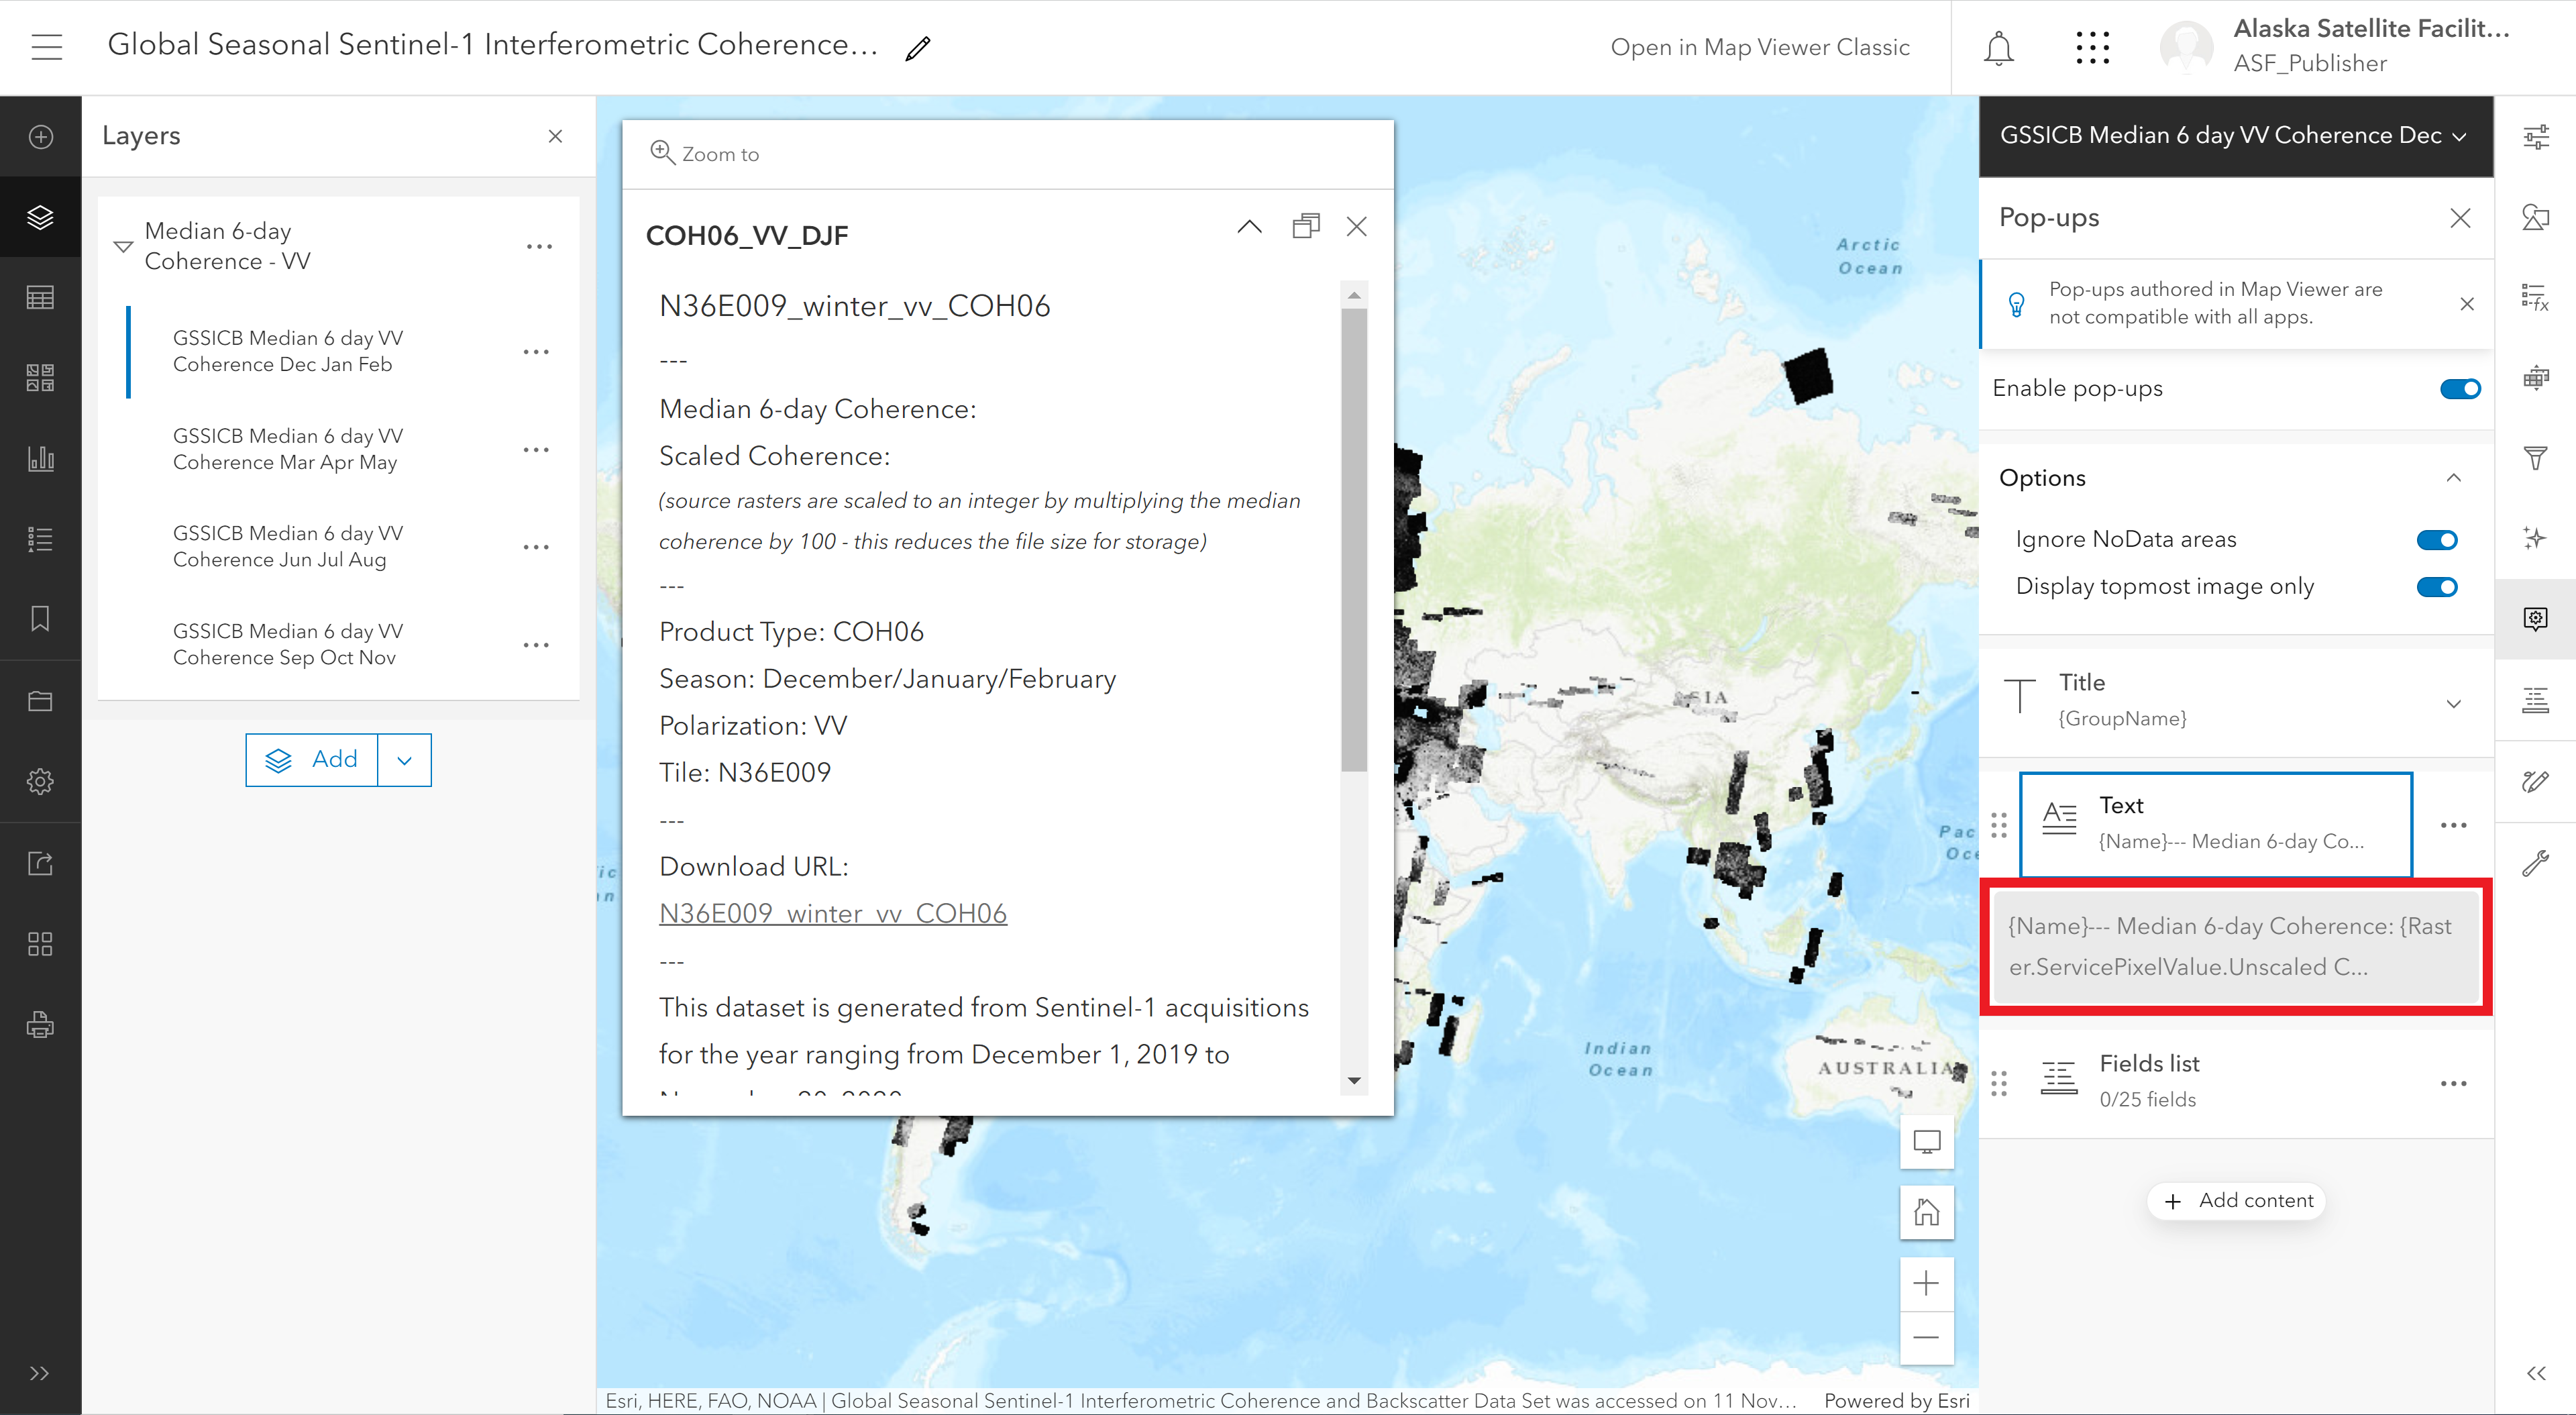 Global Seasonal Sentinel-1 Interferometric Coherence...
Open in Map Viewer Classic
Alaska Satellite Facilit...
ASF_Publisher
Layers
Median 6-day
Coherence - VV
GSSICB Median 6 day VV
Coherence Dec Jan Feb
GSSICB Median 6 day VV
Coherence Mar Apr May
GSSICB Median 6 day VV
Coherence Jun Jul Aug
GSSICB Median 6 day VV
Coherence Sep Oct Nov
Add
Zoom to
COH06_VV_DJF
N36E009_winter_vv_COH06
---
Median 6-day Coherence:
Scaled Coherence:
(source rasters are scaled to an integer by multiplying the median
coherence by 100 - this reduces the file size for storage)
---
Product Type: COH06
Season: December/January/February
Polarization: VV
Tile: N36E009
---
Download URL:
N36E009_winter_vv_COH06
---
This dataset is generated from Sentinel-1 acquisitions
for the year ranging from December 1, 2019 to
Arctic
Ocean
Indian
Ocean
AUSTRALIA
Esri, HERE, FAO, NOAA | Global Seasonal Sentinel-1 Interferometric Coherence and Backscatter Data Set was accessed on 11 Nov...
Powered by Esri
GSSICB Median 6 day VV Coherence Dec
Pop-ups
Pop-ups authored in Map Viewer are
not compatible with all apps.
Enable pop-ups
Options
Ignore NoData areas
Display topmost image only
Title
{GroupName}
Text
{Name}--- Median 6-day Co...
{Name}--- Median 6-day Coherence: {Rast
er.ServicePixelValue.Unscaled C...
Fields list
0/25 fields
Add content